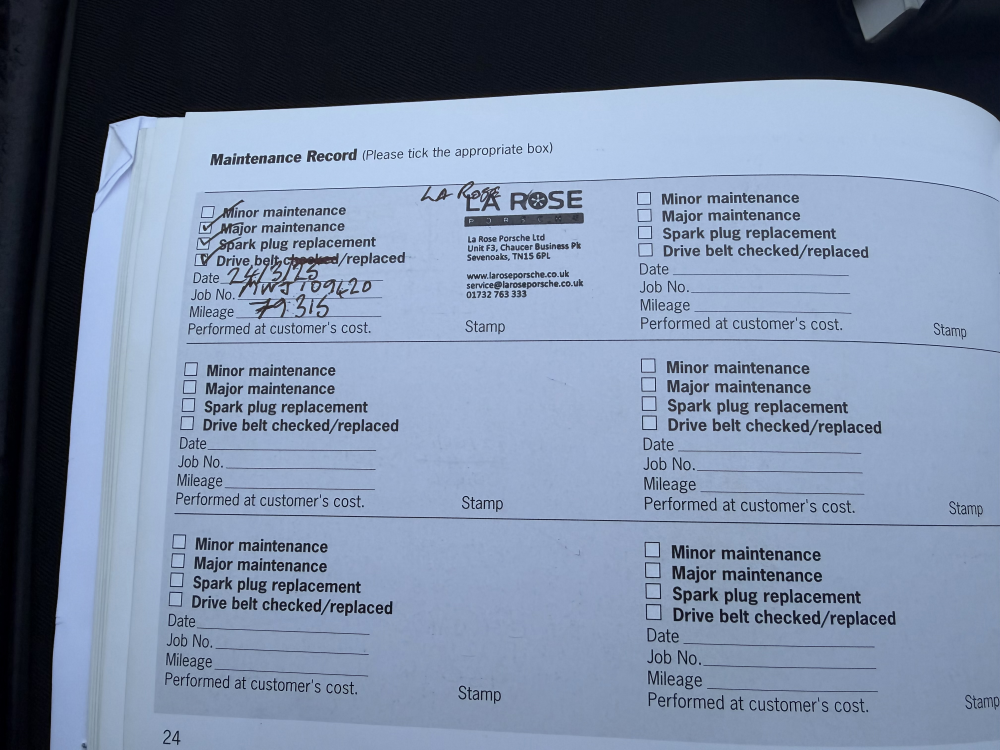 Maintenance Record (Please tick the appropriate box)
Minor maintenance
Major maintenance
Spark plug replacement
Drive belt checked/replaced
Date 24/3/25
Job No. MWJ109420
Mileage 79315
Performed at customer's cost.
LA ROSE
LA ROSE
PORSCHE
La Rose Porsche Ltd
Unit F3, Chaucer Business Pk
Sevenoaks, TN15 6PL
www.laroseporsche.co.uk
service@laroseporsche.co.uk
01732 763 333
Stamp
Minor maintenance
Major maintenance
Spark plug replacement
Drive belt checked/replaced
Date
Job No.
Mileage
Performed at customer's cost.
Stamp
Minor maintenance
Major maintenance
Spark plug replacement
Drive belt checked/replaced
Date
Job No.
Mileage
Performed at customer's cost.
Stamp
Minor maintenance
Major maintenance
Spark plug replacement
Drive belt checked/replaced
Date
Job No.
Mileage
Performed at customer's cost.
Stamp
Minor maintenance
Major maintenance
Spark plug replacement
Drive belt checked/replaced
Date
Job No.
Mileage
Performed at customer's cost.
Stamp
Minor maintenance
Major maintenance
Spark plug replacement
Drive belt checked/replaced
Date
Job No.
Mileage
Performed at customer's cost.
Stamp
24